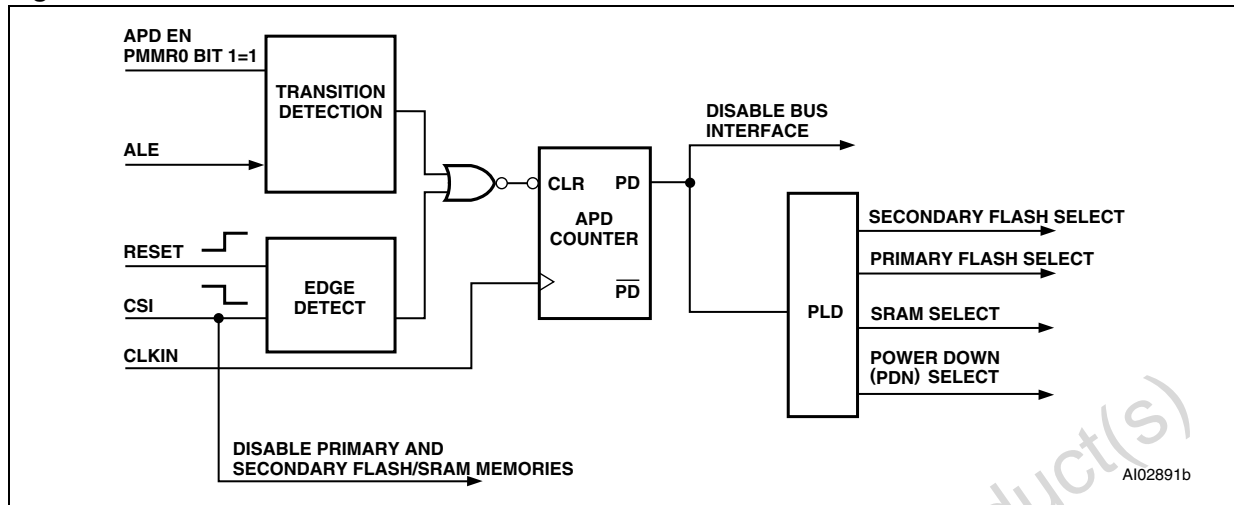 APD EN
PMMR0 BIT 1=1
TRANSITION
DETECTION
ALE
RESET
EDGE
DETECT
CSI
CLKIN
CLR PD
APD
COUNTER
PD
DISABLE BUS
INTERFACE
PLD
SECONDARY FLASH SELECT
PRIMARY FLASH SELECT
SRAM SELECT
POWER DOWN
(PDN) SELECT
DISABLE PRIMARY AND
SECONDARY FLASH/SRAM MEMORIES
AI02891b